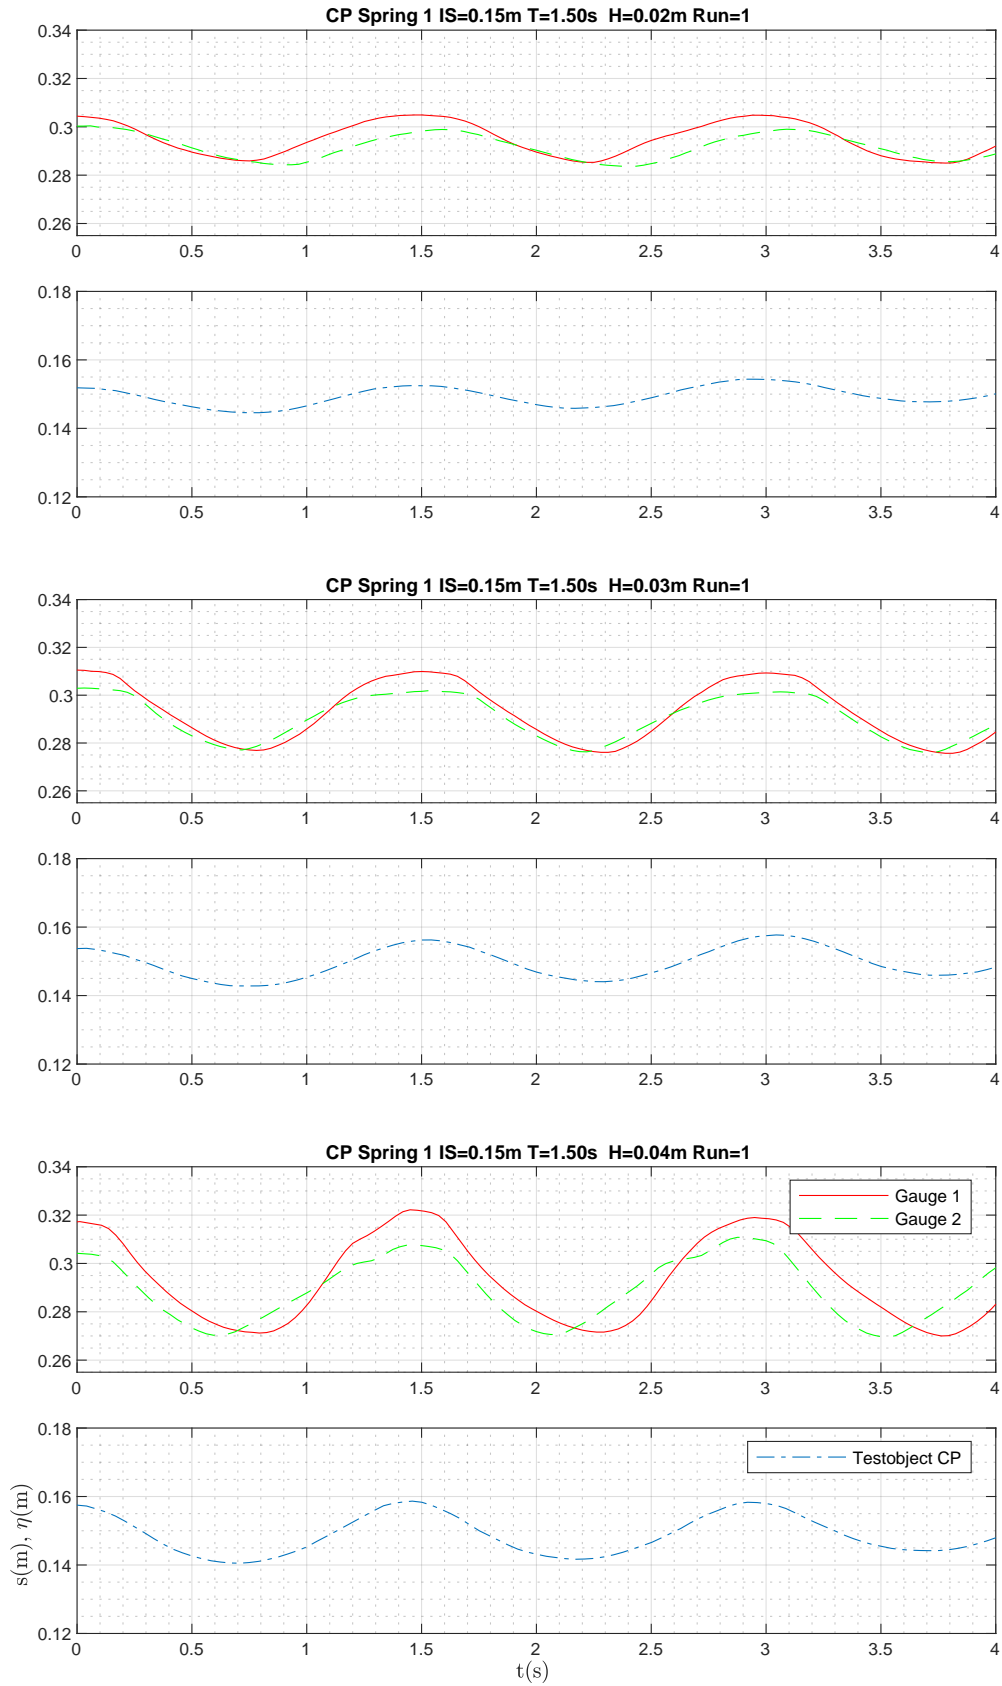 CP Spring 1 IS=0.15m T=1.50s H=0.02m Run=1
0.34
0.32
0.3
0.28
0.26
0 0.5 1 1.5 2 2.5 3 3.5 4
0.18
0.16
0.14
0.12
0 0.5 1 1.5 2 2.5 3 3.5 4
CP Spring 1 IS=0.15m T=1.50s H=0.03m Run=1
0.34
0.32
0.3
0.28
0.26
0 0.5 1 1.5 2 2.5 3 3.5 4
0.18
0.16
0.14
0.12
0 0.5 1 1.5 2 2.5 3 3.5 4
CP Spring 1 IS=0.15m T=1.50s H=0.04m Run=1
0.34
0.32
0.3
0.28
0.26
Gauge 1
Gauge 2
0 0.5 1 1.5 2 2.5 3 3.5 4
0.18
0.16
0.14
0.12
Testobject CP
s(m), η(m)
0 0.5 1 1.5 2 2.5 3 3.5 4
t(s)